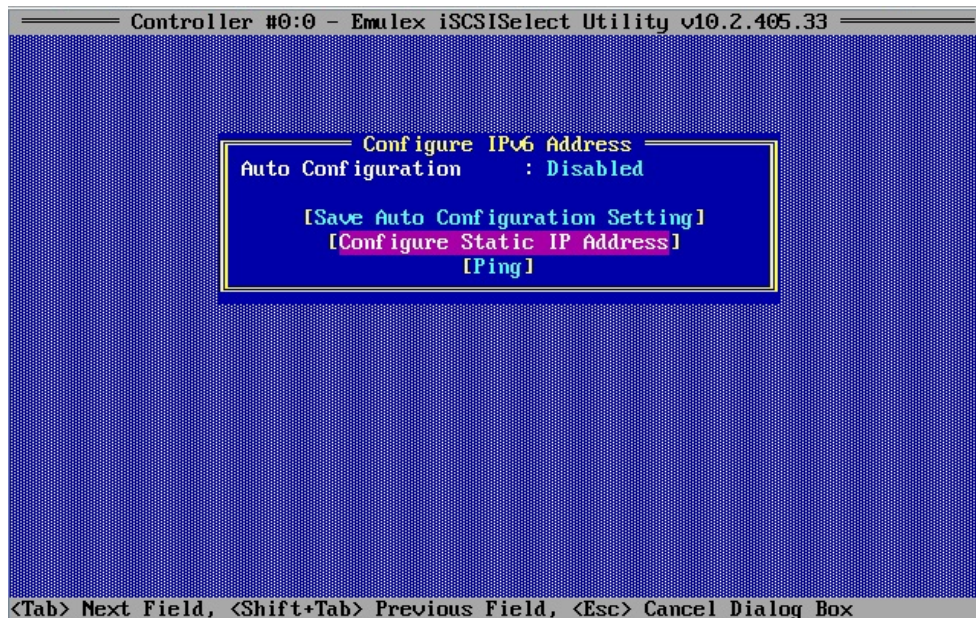 Controller #0:0 - Emulex iSCSISelect Utility v10.2.405.33
Configure IPv6 Address
Auto Configuration : Disabled
[Save Auto Configuration Setting]
[Configure Static IP Address]
[Ping]
<Tab> Next Field, <Shift+Tab> Previous Field, <Esc> Cancel Dialog Box